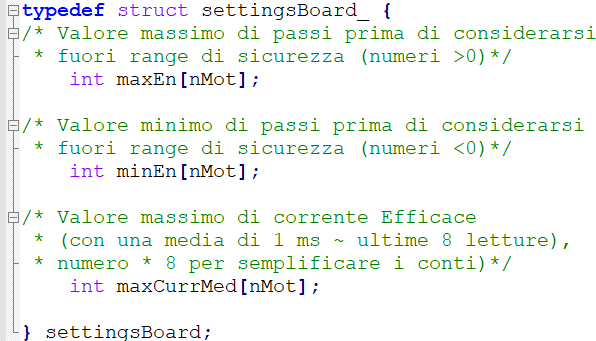 typedef struct settingsBoard_ {
/* Valore massimo di passi prima di considerarsi
 * fuori range di sicurezza (numeri >0)*/
    int maxEn[nMot];

/* Valore minimo di passi prima di considerarsi
 * fuori range di sicurezza (numeri <0)*/
    int minEn[nMot];

/* Valore massimo di corrente Efficace
 * (con una media di 1 ms ~ ultime 8 letture),
 * numero * 8 per semplificare i conti)*/
    int maxCurrMed[nMot];

} settingsBoard;